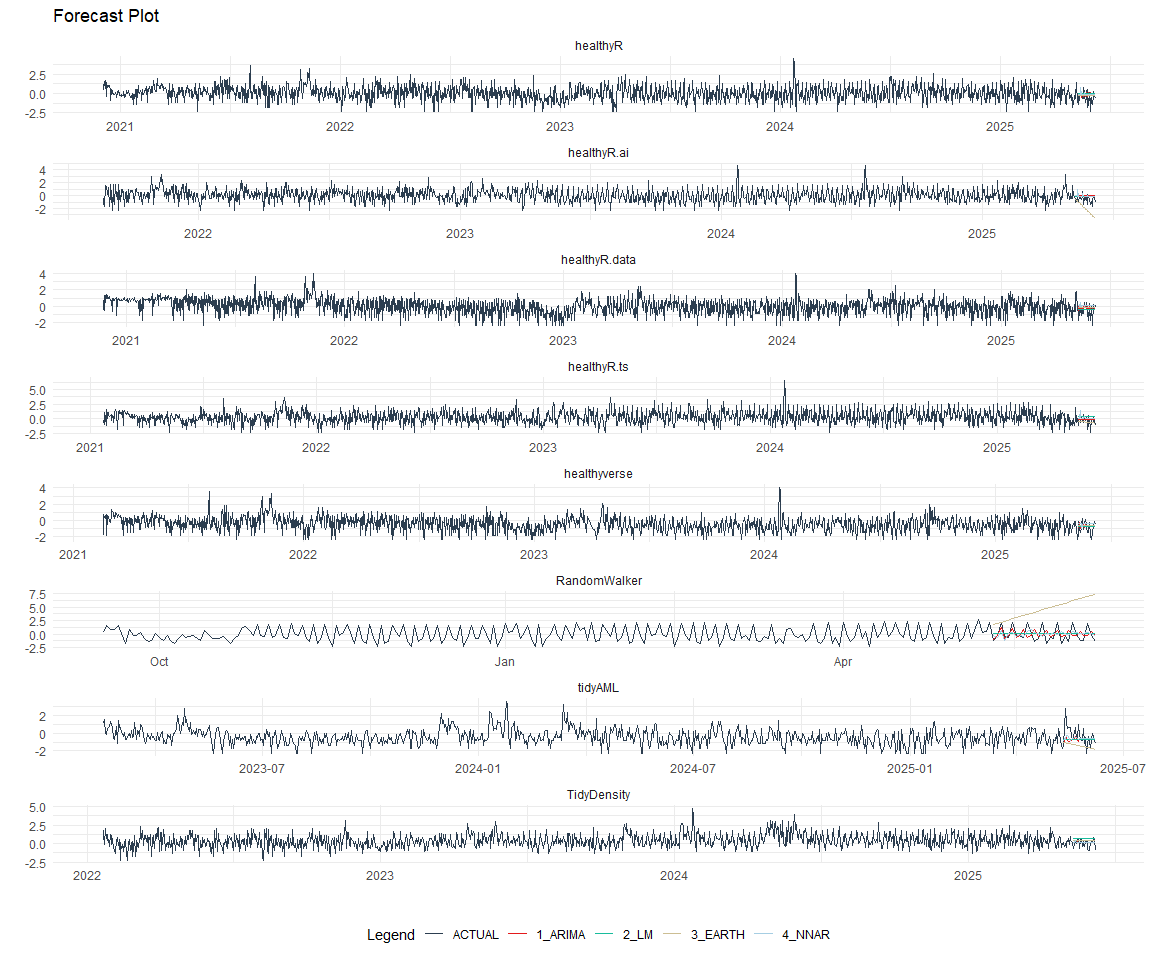 Forecast Plot
healthyR
2.5
0.0
-2.5
2021 2022 2023 2024 2025
healthyR.ai
4
2
0
-2
2022 2023 2024 2025
healthyR.data
4
2
0
-2
2021 2022 2023 2024 2025
healthyR.ts
5.0
2.5
0.0
-2.5
2021 2022 2023 2024 2025
healthyverse
4
2
0
-2
2021 2022 2023 2024 2025
RandomWalker
7.5
5.0
2.5
0.0
-2.5
Oct Jan Apr
tidyAML
2
0
-2
2023-07 2024-01 2024-07 2025-01 2025-07
TidyDensity
5.0
2.5
0.0
-2.5
2022 2023 2024 2025
Legend ACTUAL 1_ARIMA 2_LM 3_EARTH 4_NNAR